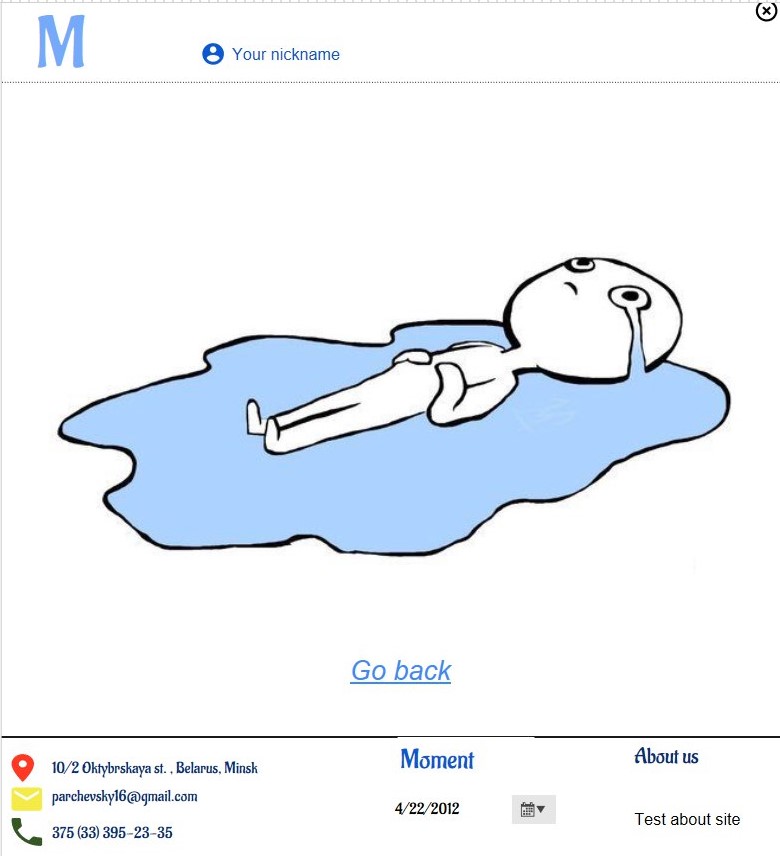 M
Your nickname
Go back
10/2 Oktybrskaya st. , Belarus, Minsk
parchevsky16@gmail.com
375 (33) 395-23-35
Moment
4/22/2012
About us
Test about site